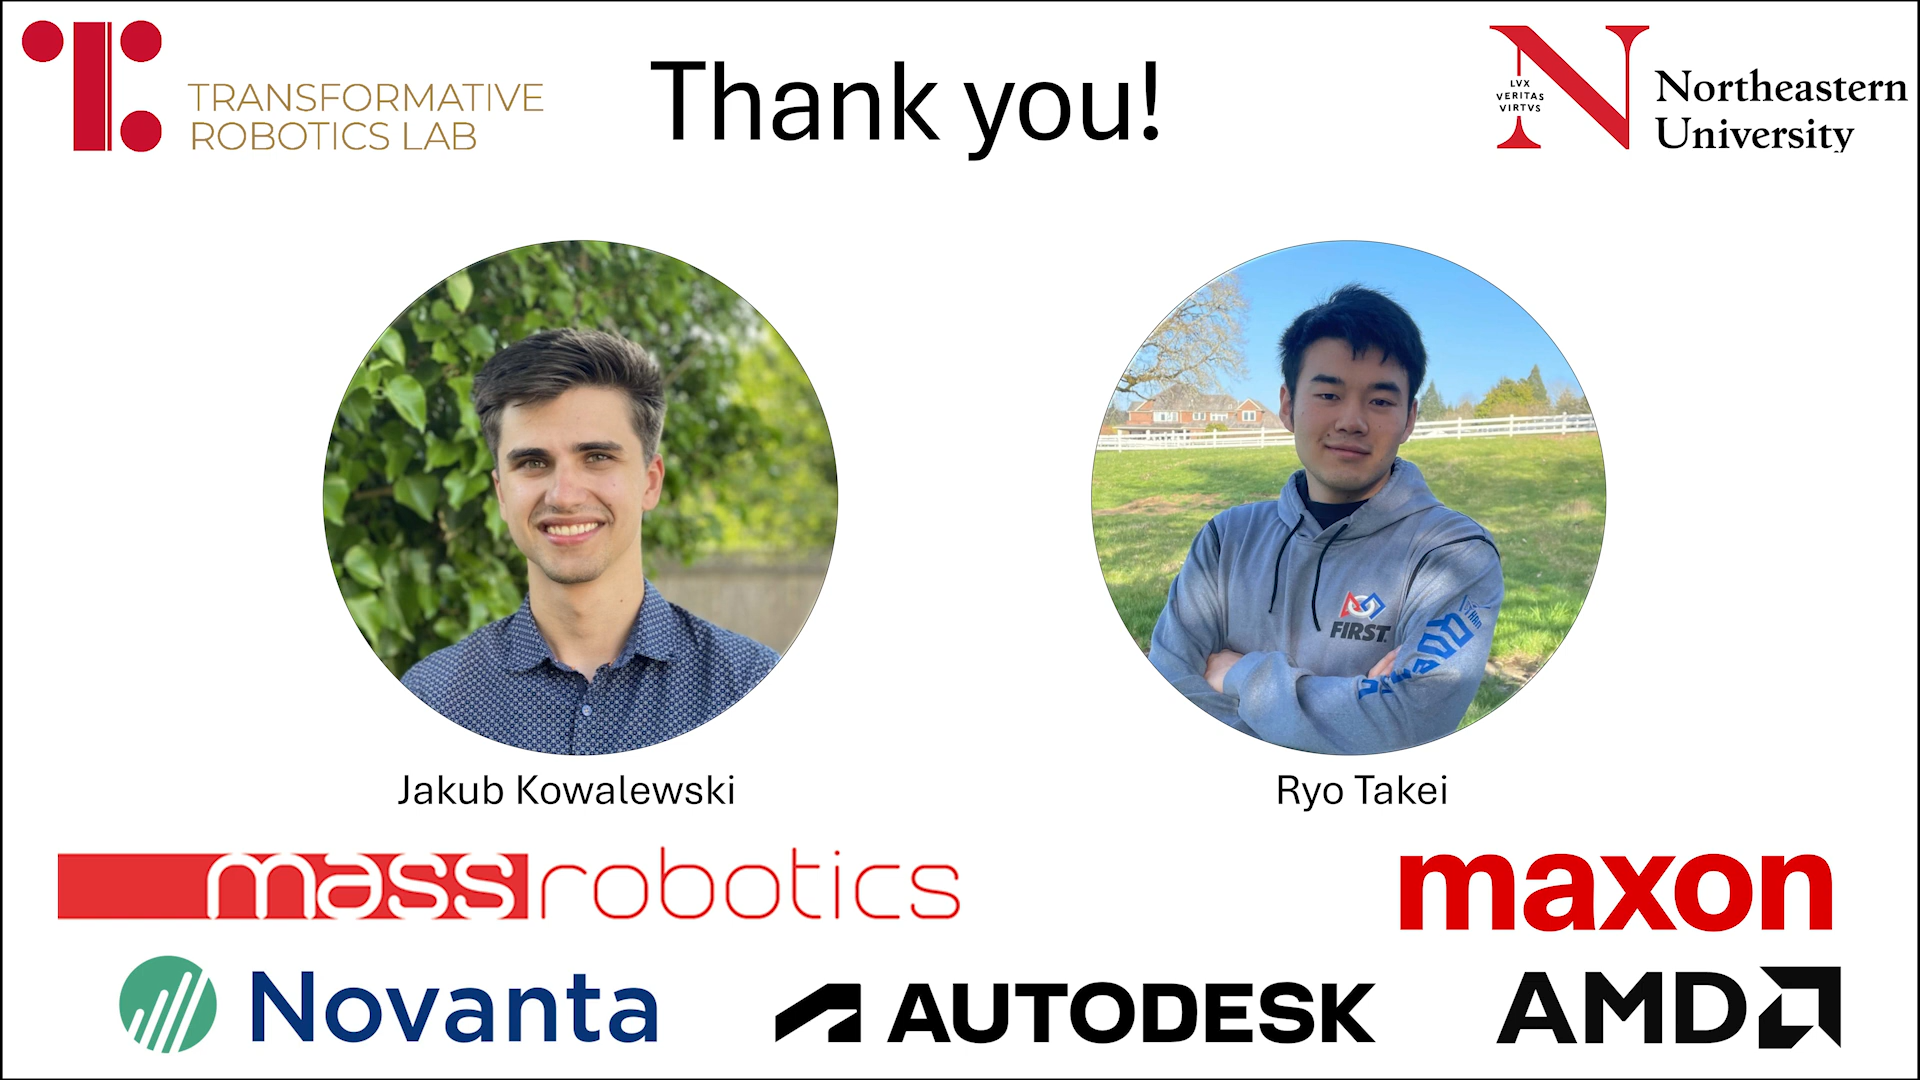 TRANSFORMATIVE
ROBOTICS LAB
Thank you!
LVX
VERITAS
VIRTVS
Northeastern
University
FIRST
Jakub Kowalewski
Ryo Takei
massrobotics
maxon
Novanta
AUTODESK
AMD